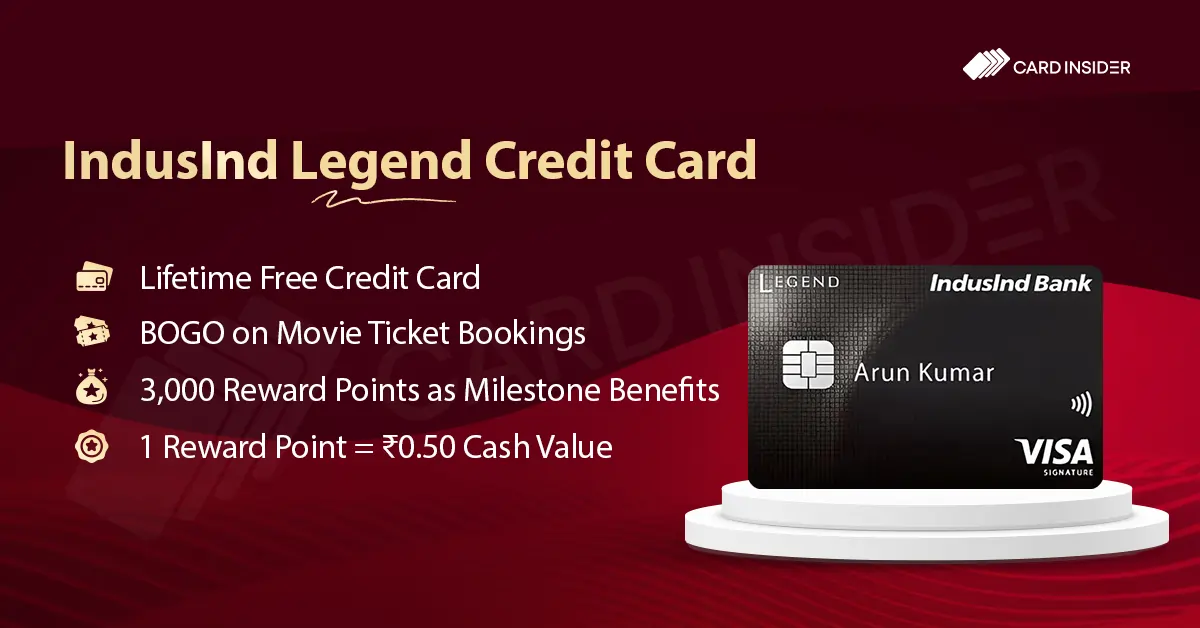 CARD INSIDER
IndusInd Legend Credit Card
Lifetime Free Credit Card
BOGO on Movie Ticket Bookings
3,000 Reward Points as Milestone Benefits
1 Reward Point = ₹0.50 Cash Value
CARD INSIDER
LEGEND
IndusInd Bank
Arun Kumar
VISA
SIGNATURE